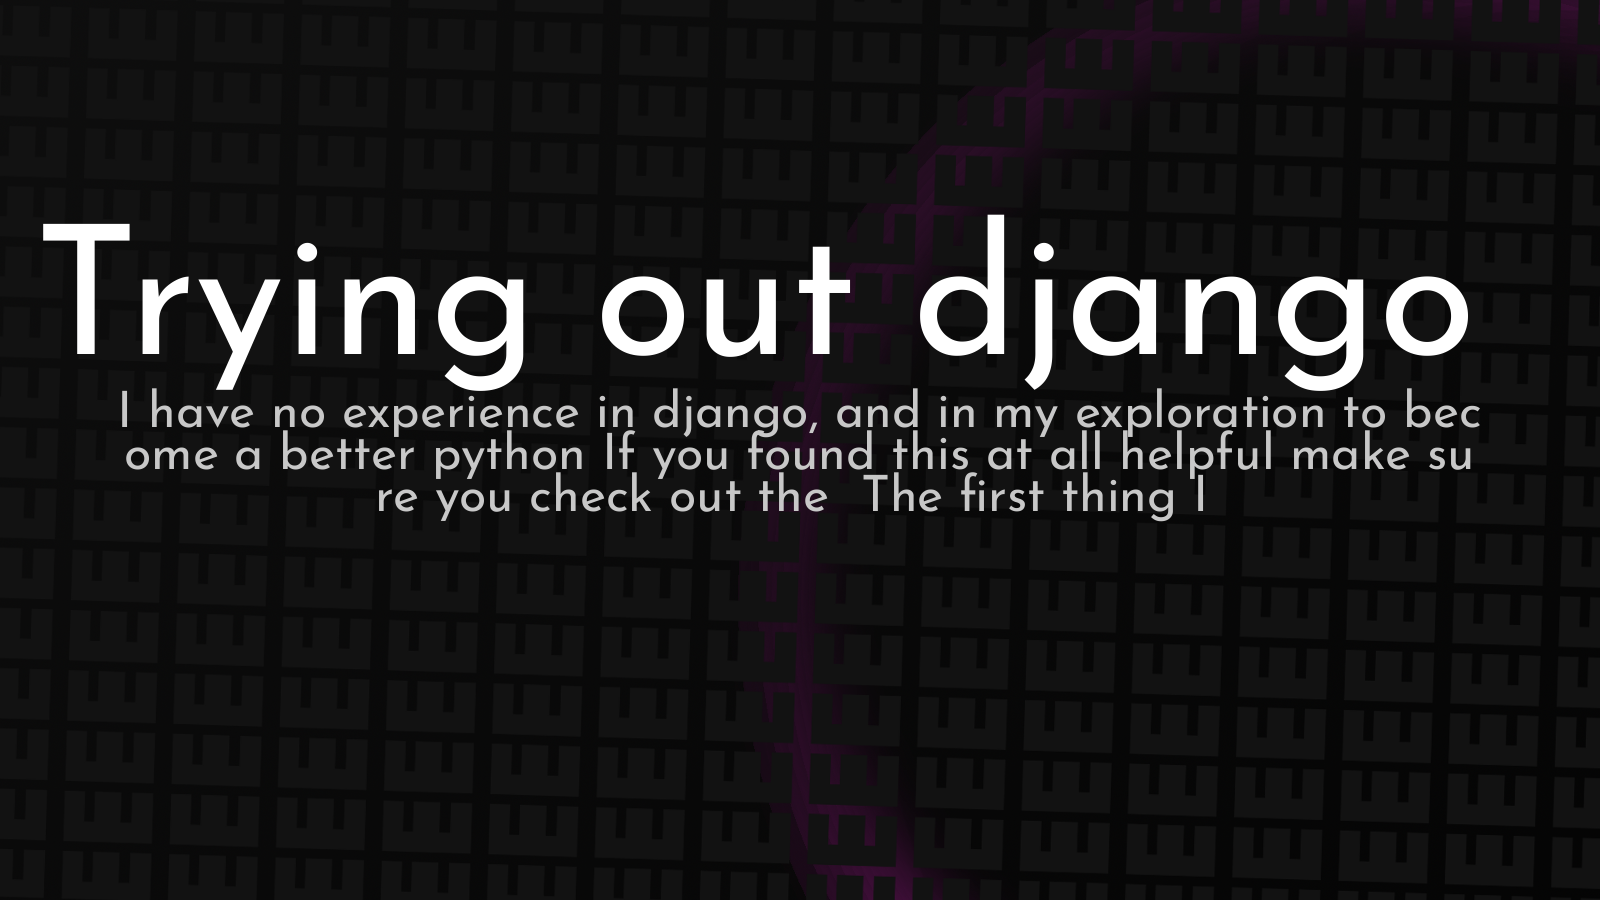 Trying out django
I have no experience in django, and in my exploration to bec
ome a better python If you found this at all helpful make su
re you check out the  The first thing I